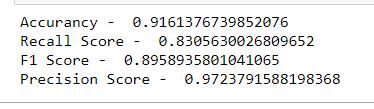 Accurancy -  0.9161376739852076
Recall Score -  0.8305630026809652
F1 Score -  0.8958935801041065
Precision Score -  0.9723791588198368